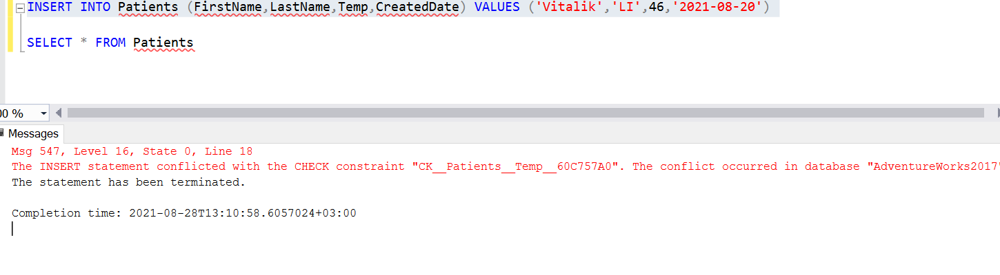 INSERT INTO Patients (FirstName,LastName,Temp,CreatedDate) VALUES ('Vitalik','LI',46,'2021-08-20')
SELECT * FROM Patients
00 %
Messages
Msg 547, Level 16, State 0, Line 18
The INSERT statement conflicted with the CHECK constraint "CK__Patients__Temp__60C757A0". The conflict occurred in database "AdventureWorks2017"
The statement has been terminated.
Completion time: 2021-08-28T13:10:58.6057024+03:00